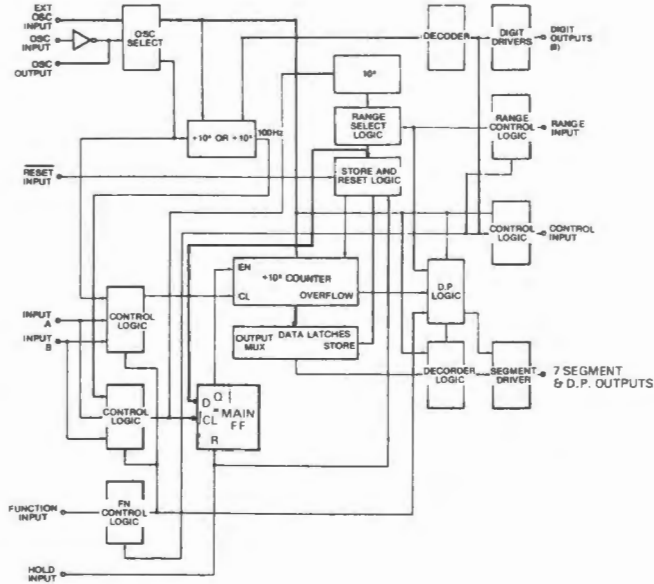 EXT
OSC
INPUT
OSC
INPUT
OSC
OUTPUT
OSC
SELECT
DECODER
DIGIT
DRIVERS
DIGIT
OUTPUTS
(8)
÷10⁴ OR ÷10⁵
100Hz
RANGE
SELECT
LOGIC
RANGE
CONTROL
LOGIC
RANGE
INPUT
RESET
INPUT
STORE AND
RESET LOGIC
CONTROL
LOGIC
CONTROL
INPUT
EN
COUNTER
CL
OVERFLOW
D.P
LOGIC
INPUT
A
INPUT
B
CONTROL
LOGIC
OUTPUT
MUX
DATA LATCHES
STORE
DECORDER
LOGIC
SEGMENT
DRIVER
7 SEGMENT
& D.P. OUTPUTS
CONTROL
LOGIC
D
Q
CL
MAIN
FF
R
FUNCTION
INPUT
FN
CONTROL
LOGIC
HOLD
INPUT